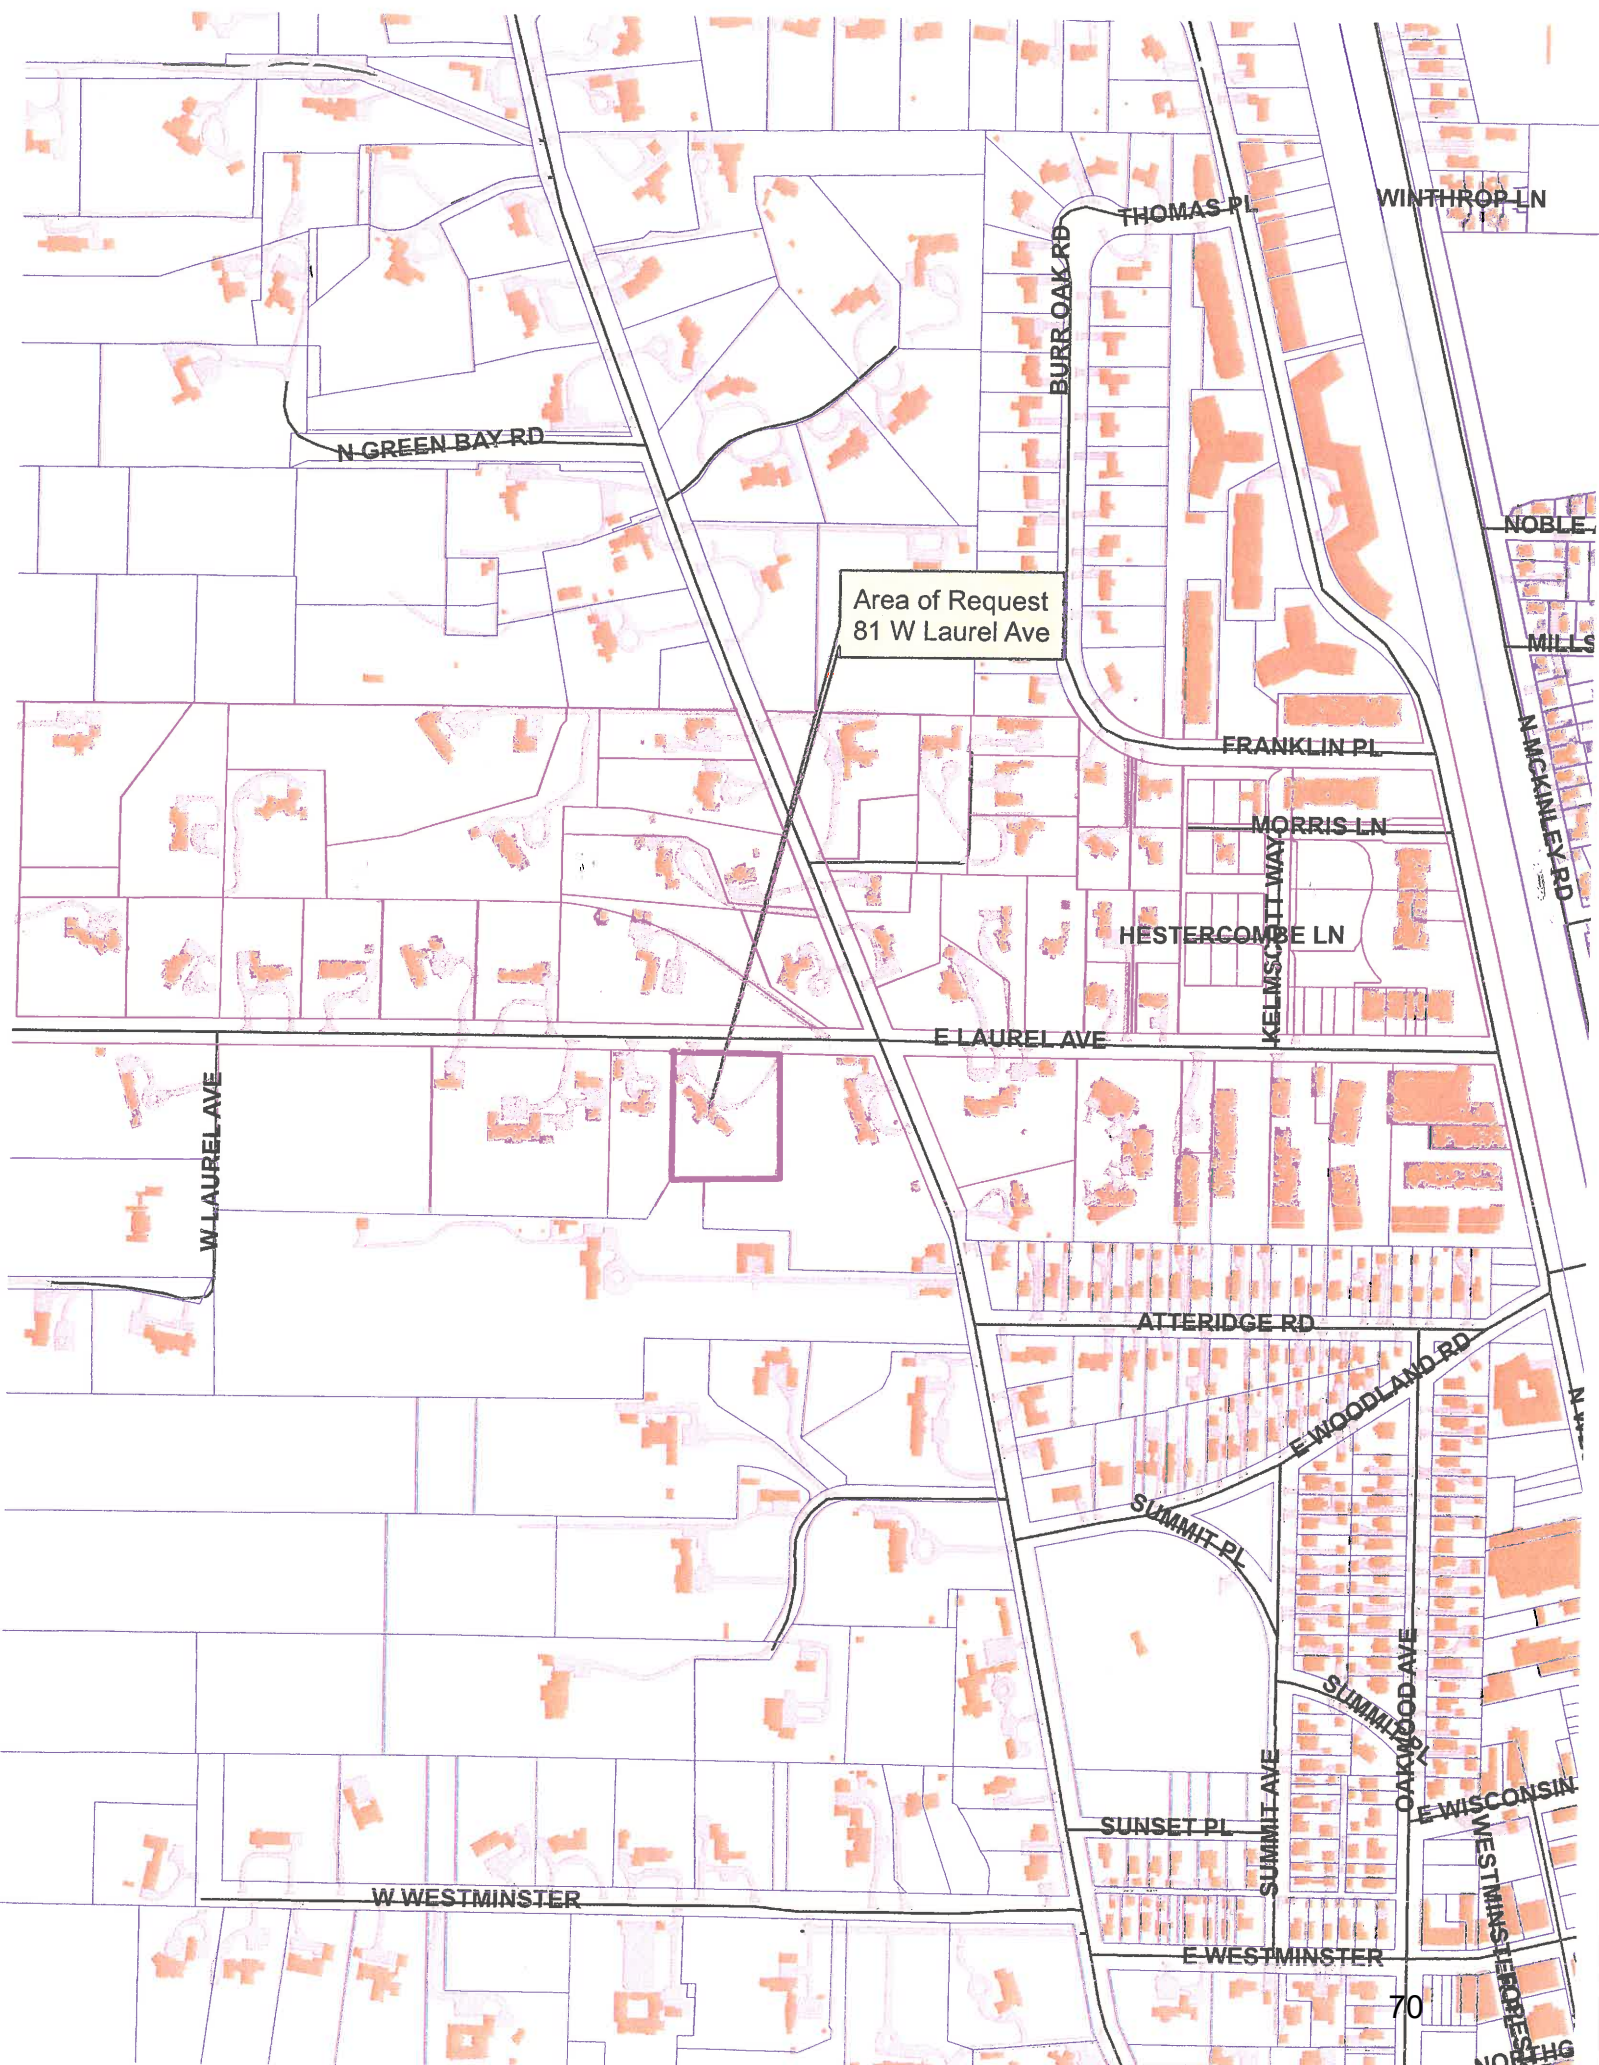 WINTHROP LN
THOMAS PL
BURR OAK RD
N GREEN BAY RD
NOBLE
Area of Request
81 W Laurel Ave
MILLS
FRANKLIN PL
N MCKINLEY RD
MORRIS LN
KELMSCOTT WAY
HESTERCOMBE LN
E LAUREL AVE
W LAUREL AVE
ATTERIDGE RD
E WOODLAND RD
SUMMIT PL
SUMMIT PL
OAKWOOD AVE
SUMMIT AVE
E WISCONSIN
SUNSET PL
WESTMINSTER
W WESTMINSTER
E WESTMINSTER
70
NORTHG